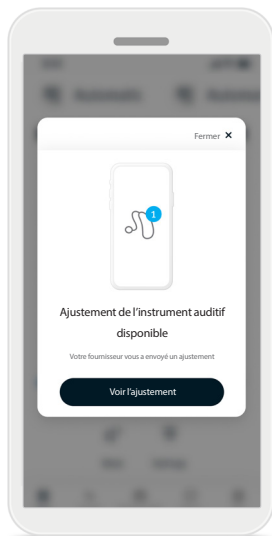 Fermer ×
1
Ajustement de l'instrument auditif
disponible
Votre fournisseur vous a envoyé un ajustement
Voir l'ajustement